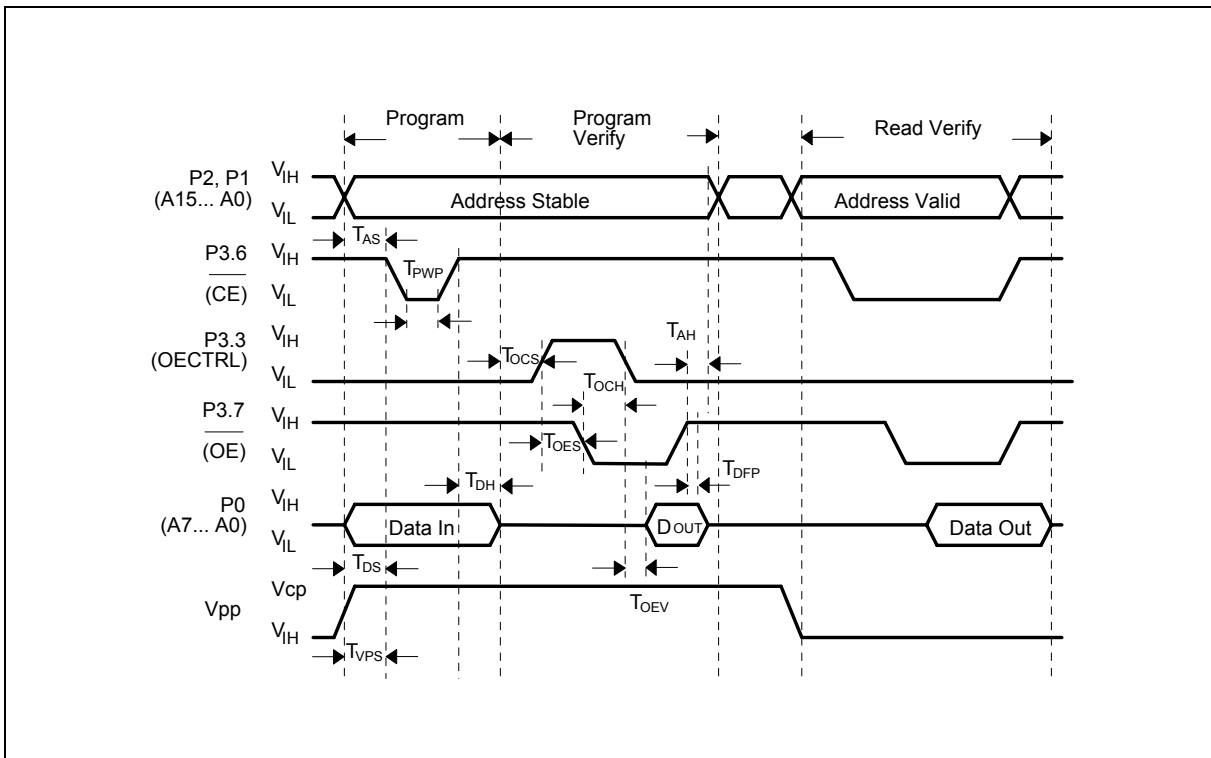 Program
Program
Verify
Read Verify
P2, P1
(A15... A0)
VIH
VIL
Address Stable
Address Valid
TAS
P3.6
(CE)
VIH
VIL
TPWP
P3.3
(OECTRL)
VIH
VIL
TOCS
TAH
TOCH
P3.7
(OE)
VIH
VIL
TOES
TDFP
TDH
P0
(A7... A0)
VIH
VIL
Data In
DOUT
Data Out
TDS
TOEV
Vpp
Vcp
VIH
TVPS